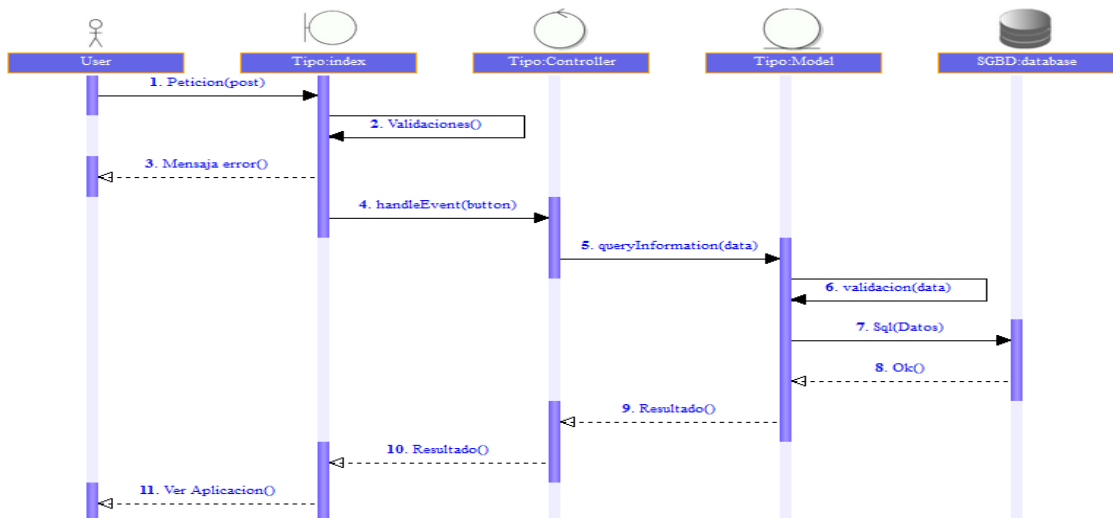 User
Tipo:index
Tipo:Controller
Tipo:Model
SGBD:database
1. Peticion(post)
2. Validaciones()
3. Mensaja error()
4. handleEvent(button)
5. queryInformation(data)
6. validacion(data)
7. Sql(Datos)
8. Ok()
9. Resultado()
10. Resultado()
11. Ver Aplicacion()